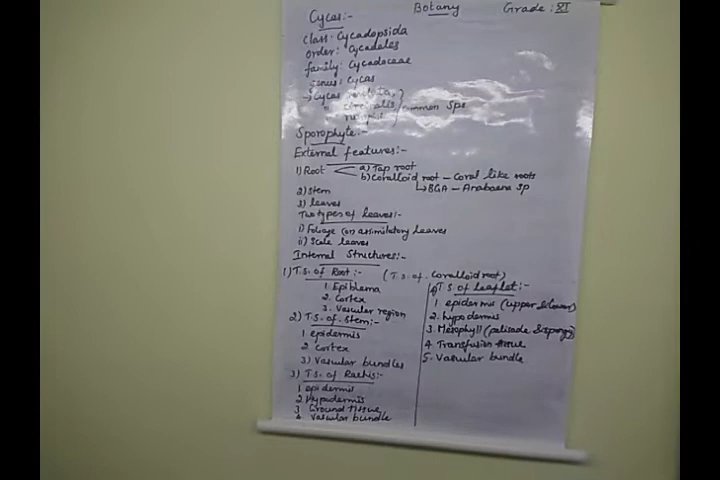 Botany Grade : XI
Cycas:-
Class: Cycadopsida
Order: Cycadales
family: Cycadaceae
Genus: Cycas
→ Cycas
" circinalis
common Sps
Sporophyte:-
External features:-
1) Root a) Tap root
b) Coralloid root - Coral like roots
↳ BGA - Anabaena Sp
2) Stem
3) leaves
Two types of leaves:-
i) Foliage (or) assimilatory leaves
ii) Scale leaves
Internal Structures:-
1) T.S. of Root:- (T.S. of Coralloid root)
1. Epiblema
2. Cortex
3. Vascular region
2) T.S. of Stem:-
1 epidermis
2 Cortex
3) Vascular bundles
3) T.S. of Rachis:-
1 epidermis
2 Hypodermis
3 Ground tissue
4 Vascular bundle
T.S. of leaflet:-
1 epidermis (upper & lower)
2. hypodermis
3. Mesophyll (palisade & spongy)
4 Transfusion tissue
5. Vascular bundle